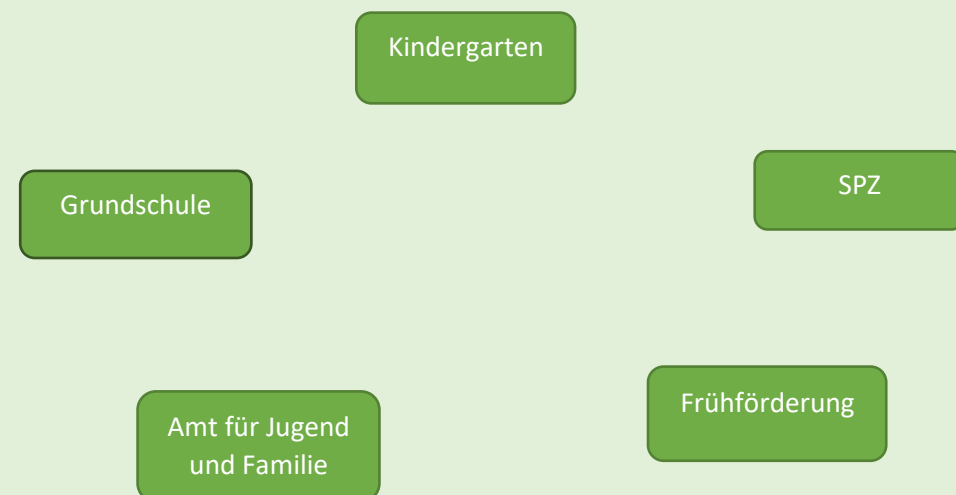 Kindergarten
SPZ
Grundschule
Frühförderung
Amt für Jugend
und Familie